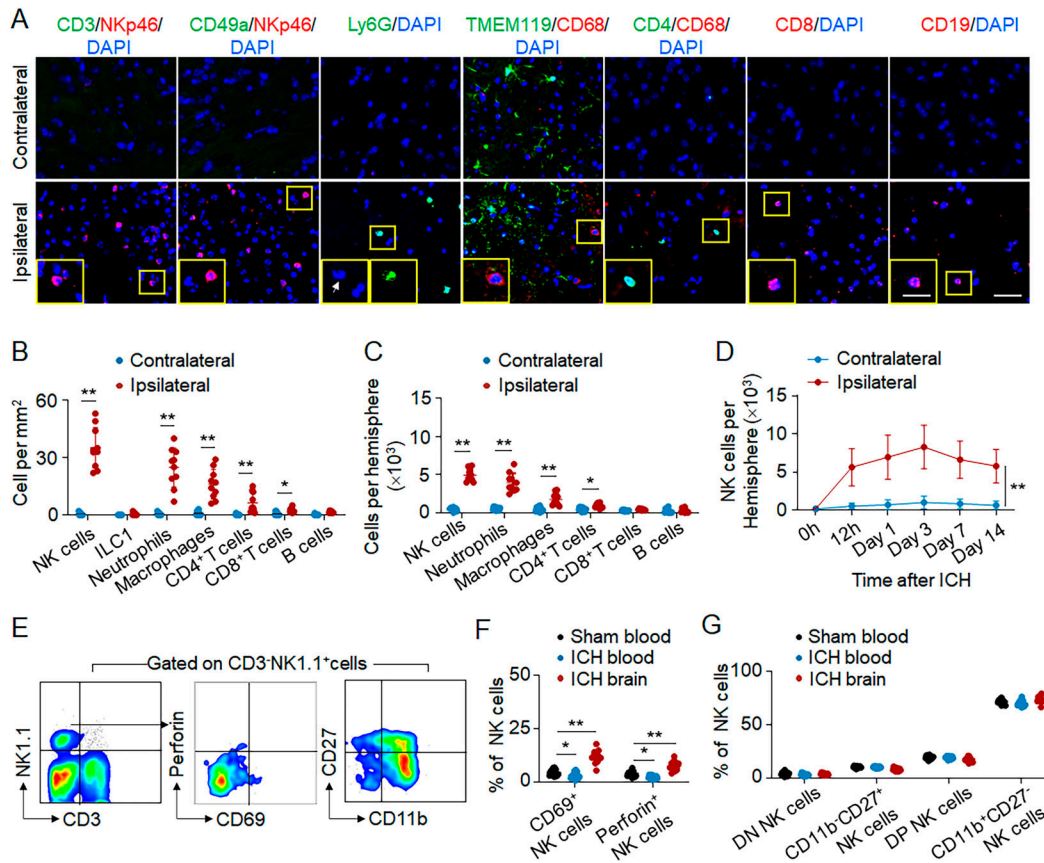 A
CD3/NKp46/
DAPI
CD49a/NKp46/
DAPI
Ly6G/DAPI
TMEM119/CD68/
DAPI
CD4/CD68/
DAPI
CD8/DAPI
CD19/DAPI
Contralateral
Ipsilateral
B
Contralateral
Ipsilateral
**
**
**
**
*
60
30
0
Cell per mm²
NK cells
ILC1
Neutrophils
Macrophages
CD4⁺T cells
CD8⁺T cells
B cells
C
Contralateral
Ipsilateral
**
**
**
*
15
10
5
0
Cells per hemisphere
(×10³)
NK cells
Neutrophils
Macrophages
CD4⁺T cells
CD8⁺T cells
B cells
D
Contralateral
Ipsilateral
15
10
5
0
NK cells per
Hemisphere (×10³)
**
0h
12h
Day 1
Day 3
Day 7
Day 14
Time after ICH
E
Gated on CD3⁻NK1.1⁺cells
NK1.1
CD3
Perforin
CD69
CD27
CD11b
F
Sham blood
ICH blood
ICH brain
50
25
0
% of NK cells
**
*
**
*
CD69⁺
NK cells
Perforin⁺
NK cells
G
Sham blood
ICH blood
ICH brain
100
50
0
% of NK cells
DN NK cells
CD11b⁻CD27⁺
NK cells
DP NK cells
CD11b⁺CD27⁻
NK cells